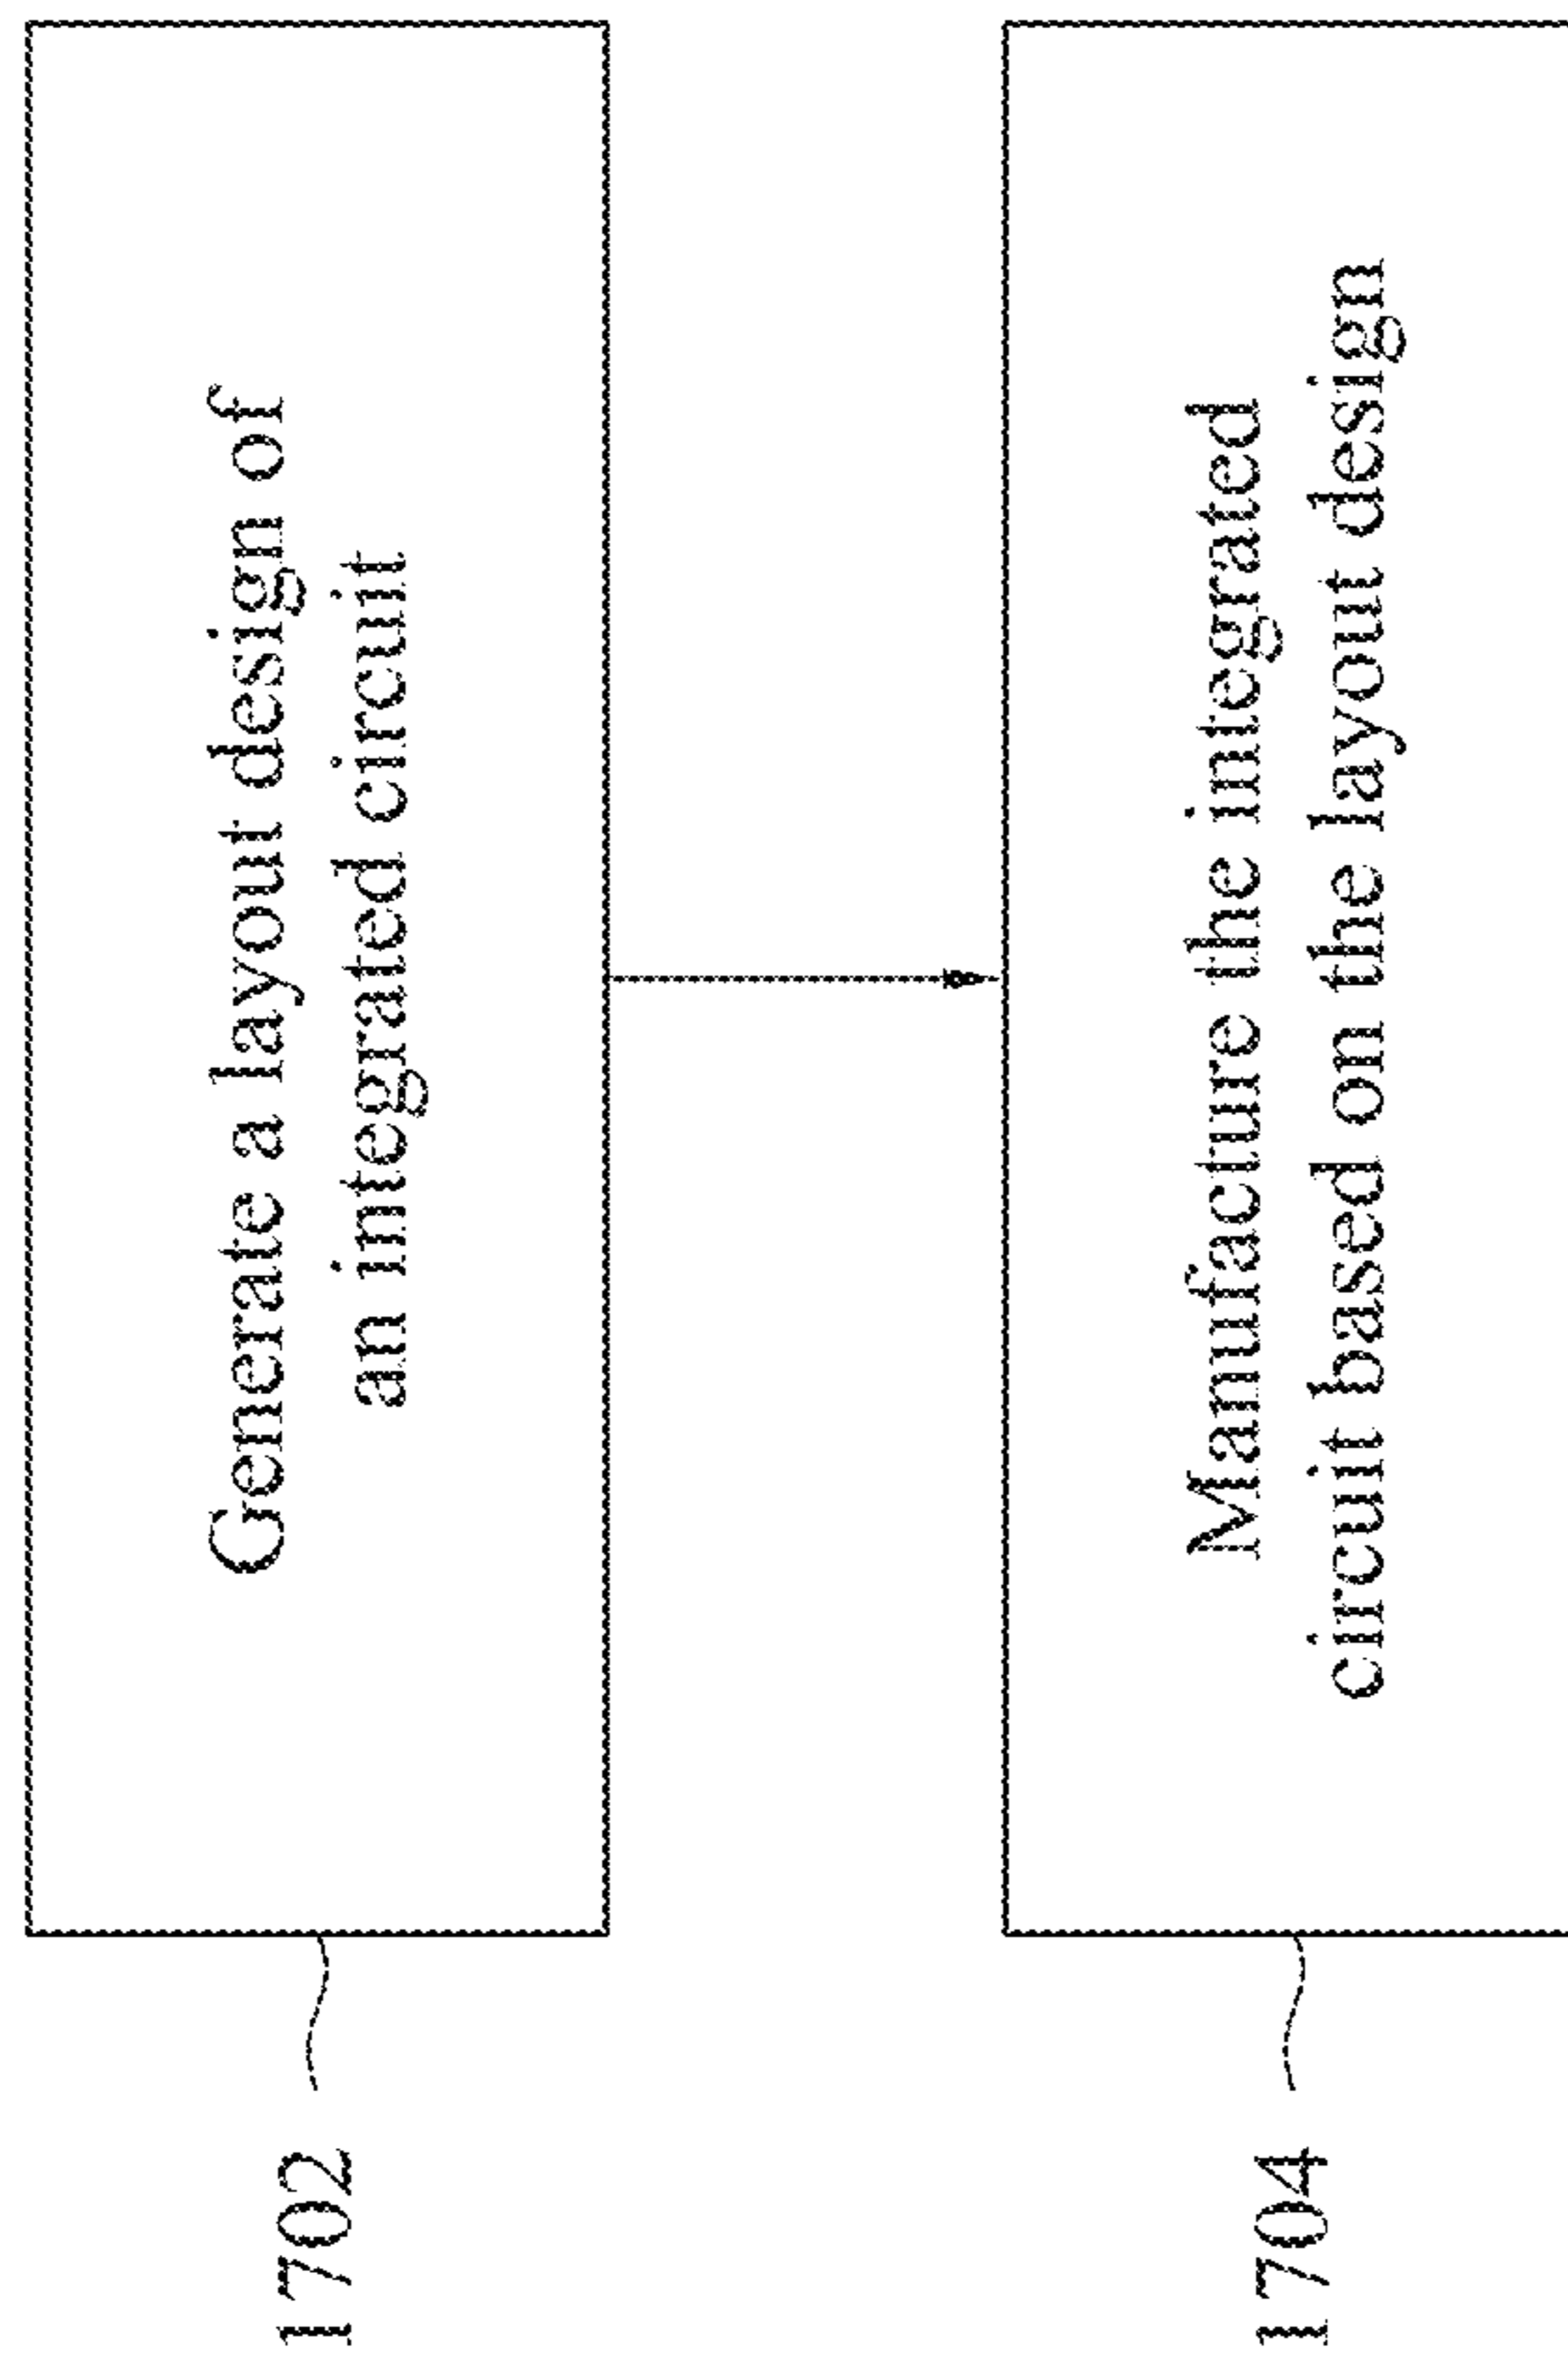 1702
Generate a layout design of
an integrated circuit
1704
Manufacture the integrated
circuit based on the layout design